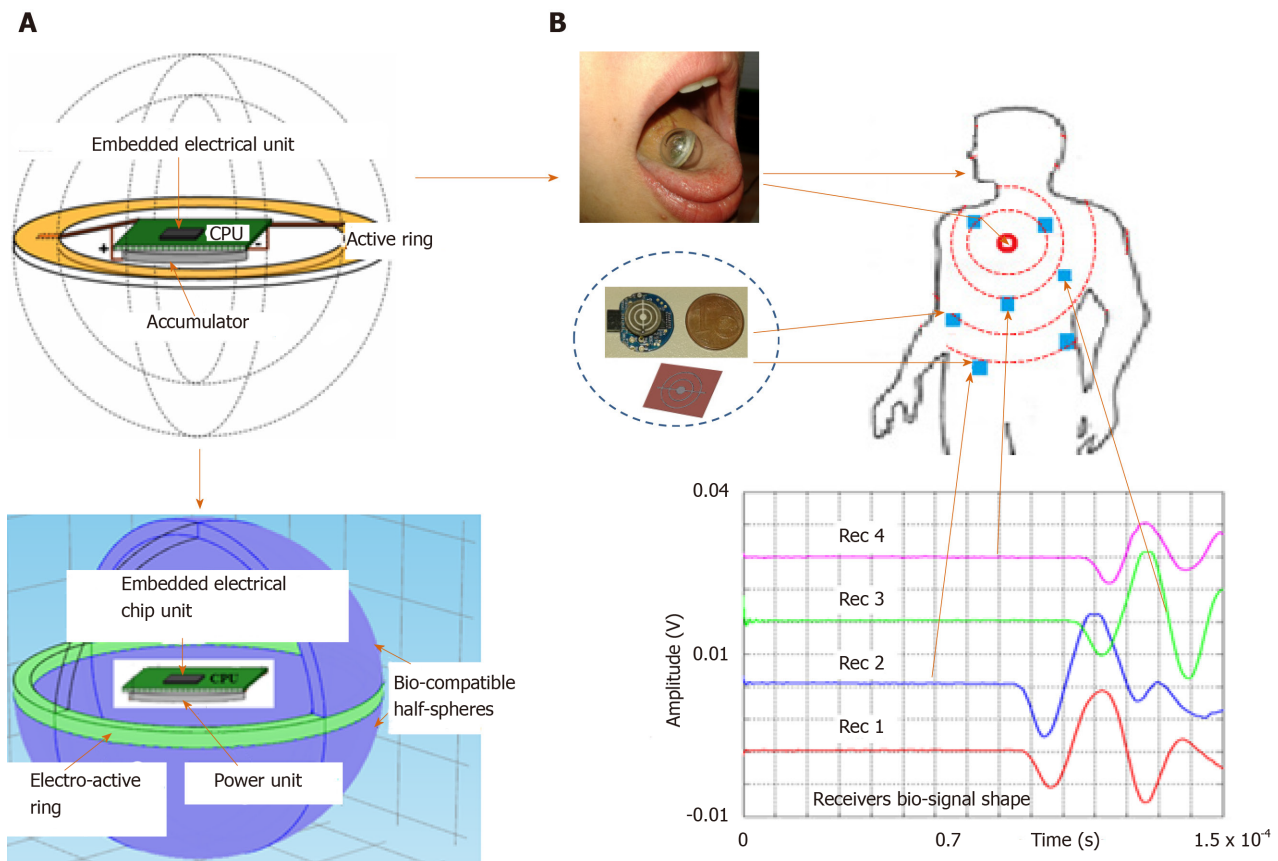 A
Embedded electrical unit
CPU
+
-
Active ring
Accumulator
Embedded electrical
chip unit
CPU
Bio-compatible
half-spheres
Electro-active
ring
Power unit
B
0.04
Rec 4
Rec 3
0.01
Rec 2
Rec 1
Amplitude (V)
Receivers bio-signal shape
-0.01
0
0.7
Time (s)
1.5 x 10-4